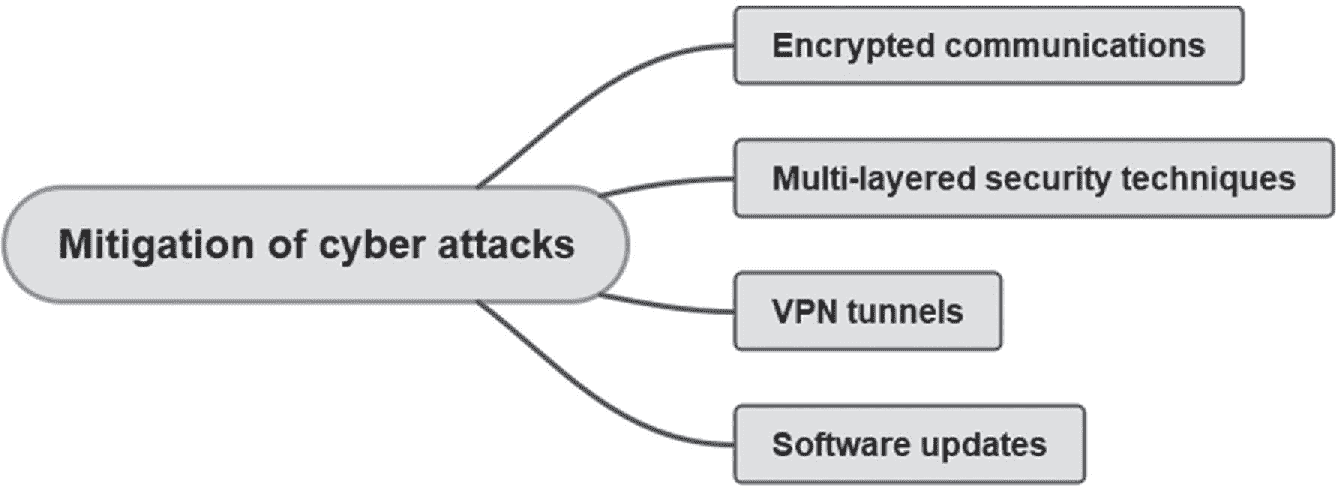 Encrypted communications
Multi-layered security techniques
Mitigation of cyber attacks
VPN tunnels
Software updates